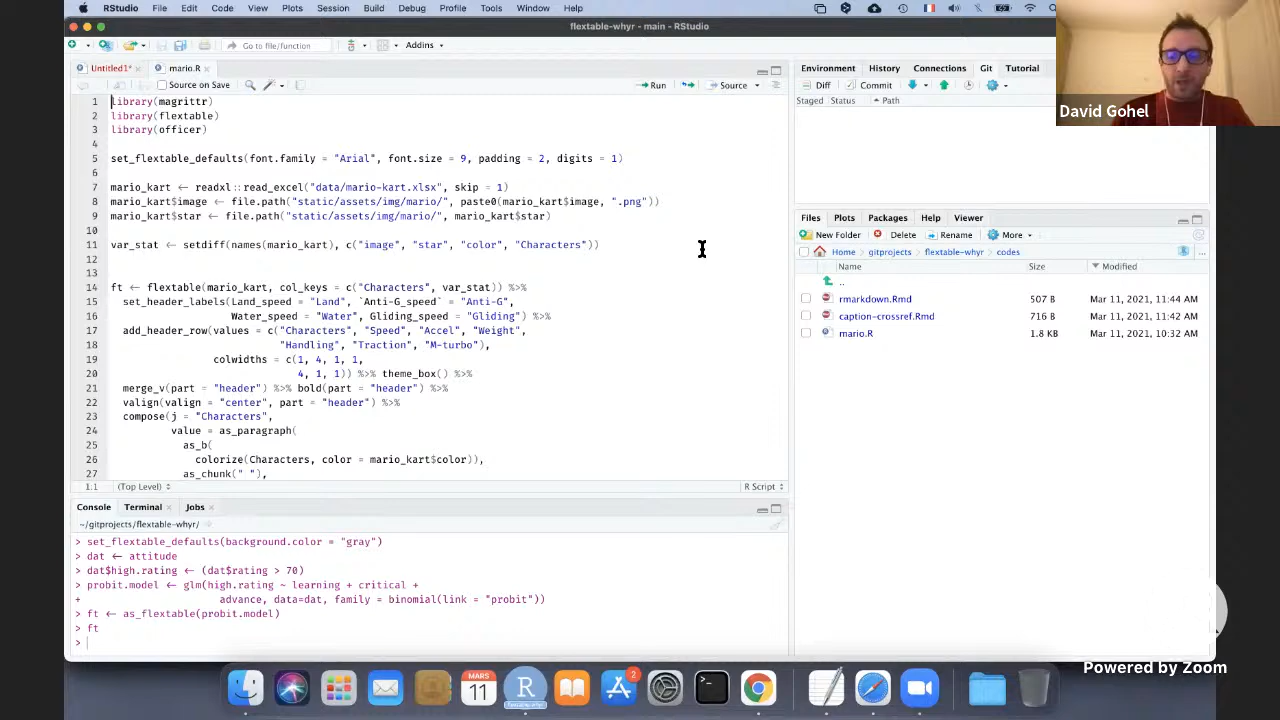 RStudio File Edit Code View Plots Session Build Debug Profile Tools Window Help
flextable-whyr - main - RStudio
Go to file/function Addins
Untitled1* mario.R
Source on Save Run Source
1 library(magrittr)
2 library(flextable)
3 library(officer)
4
5 set_flextable_defaults(font.family = "Arial", font.size = 9, padding = 2, digits = 1)
6
7 mario_kart <- readxl::read_excel("data/mario-kart.xlsx", skip = 1)
8 mario_kart$image <- file.path("static/assets/img/mario/", paste0(mario_kart$image, ".png"))
9 mario_kart$star <- file.path("static/assets/img/mario/", mario_kart$star)
10
11 var_stat <- setdiff(names(mario_kart), c("image", "star", "color", "Characters"))
12
13
14 ft <- flextable(mario_kart, col_keys = c("Characters", var_stat)) %>%
15 set_header_labels(Land_speed = "Land", `Anti-G_speed` = "Anti-G",
16 Water_speed = "Water", Gliding_speed = "Gliding") %>%
17 add_header_row(values = c("Characters", "Speed", "Accel", "Weight",
18 "Handling", "Traction", "M-turbo"),
19 colwidths = c(1, 4, 1, 1,
20 4, 1, 1)) %>% theme_box() %>%
21 merge_v(part = "header") %>% bold(part = "header") %>%
22 valign(valign = "center", part = "header") %>%
23 compose(j = "Characters",
24 value = as_paragraph(
25 as_b(
26 colorize(Characters, color = mario_kart$color)),
27 as_chunk(" "),
1:1 (Top Level) R Script
Console Terminal Jobs
~/gitprojects/flextable-whyr/
> set_flextable_defaults(background.color = "gray")
> dat <- attitude
> dat$high.rating <- (dat$rating > 70)
> probit.model <- glm(high.rating ~ learning + critical +
+ advance, data=dat, family = binomial(link = "probit"))
> ft <- as_flextable(probit.model)
> ft
>
Environment History Connections Git Tutorial
Diff Commit More
Staged Status Path
Files Plots Packages Help Viewer
New Folder Delete Rename More
Home gitprojects flextable-whyr codes ...
Name Size Modified
..
rmarkdown.Rmd 507 B Mar 11, 2021, 11:44 AM
caption-crossref.Rmd 716 B Mar 11, 2021, 11:42 AM
mario.R 1.8 KB Mar 11, 2021, 10:32 AM
David Gohel
MARS
11
R
2
Powered by Zoom